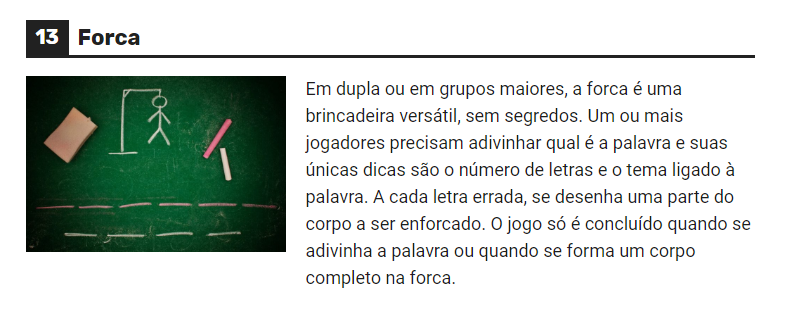 13 Forca
Em dupla ou em grupos maiores, a forca é uma
brincadeira versátil, sem segredos. Um ou mais
jogadores precisam adivinhar qual é a palavra e suas
únicas dicas são o número de letras e o tema ligado à
palavra. A cada letra errada, se desenha uma parte do
corpo a ser enforcado. O jogo só é concluído quando se
adivinha a palavra ou quando se forma um corpo
completo na forca.